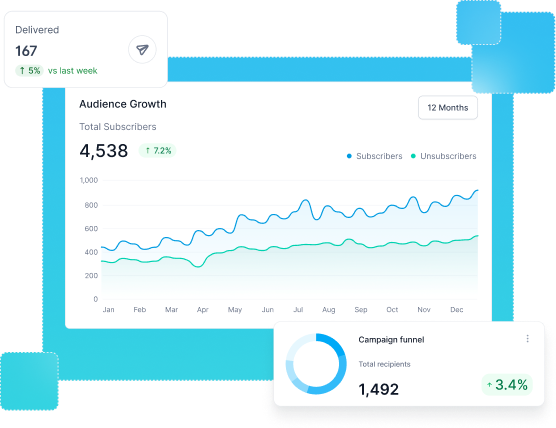 Delivered
167
↑ 5% vs last week
Audience Growth
12 Months
Total Subscribers
4,538 ↑ 7.2%
Subscribers Unsubscribers
1,000
800
600
400
200
0
Jan Feb Mar Apr May Jun Jul Aug Sep Oct Nov Dec
Campaign funnel
Total recipients
1,492 ↑ 3.4%